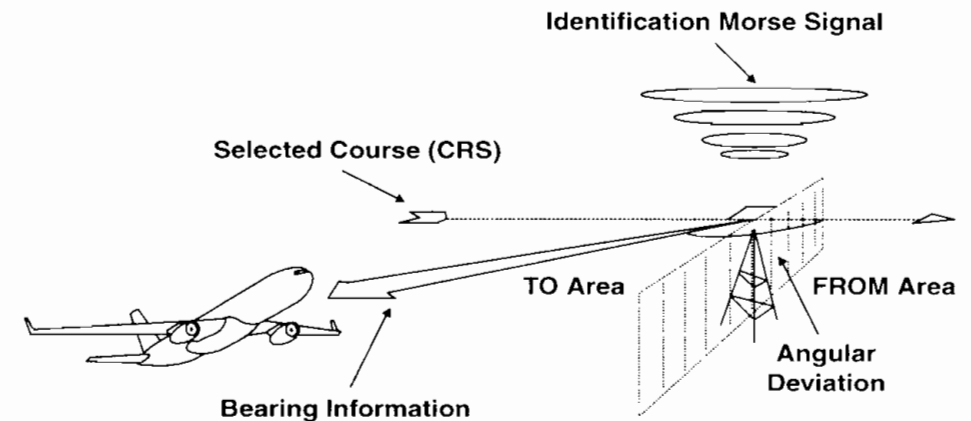 Identification Morse Signal
Selected Course (CRS)
TO Area
FROM Area
Angular
Deviation
Bearing Information